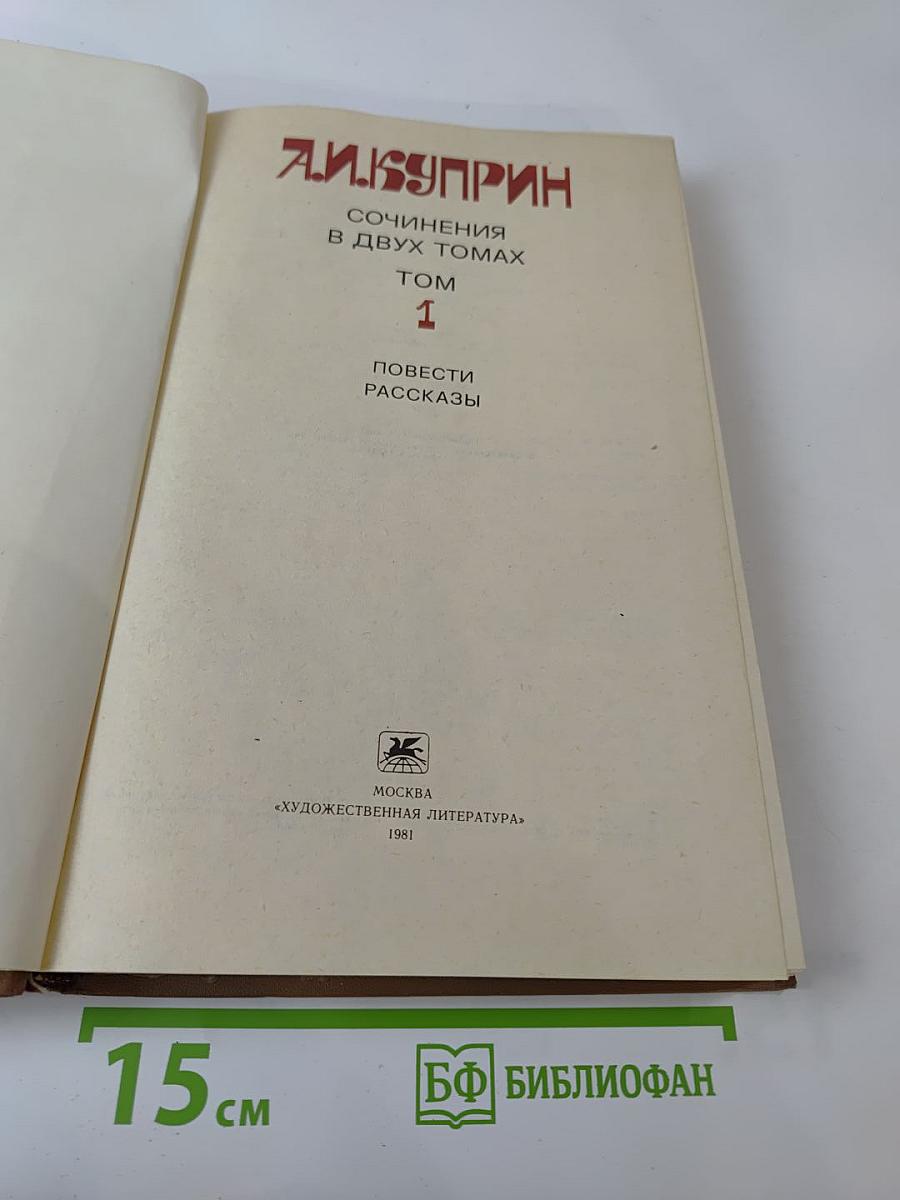 А.И.КУПРИН
СОЧИНЕНИЯ
В ДВУХ ТОМАХ
ТОМ
1
ПОВЕСТИ
РАССКАЗЫ
МОСКВА
«ХУДОЖЕСТВЕННАЯ ЛИТЕРАТУРА»
1981
15 см
БФ БИБЛИОФАН